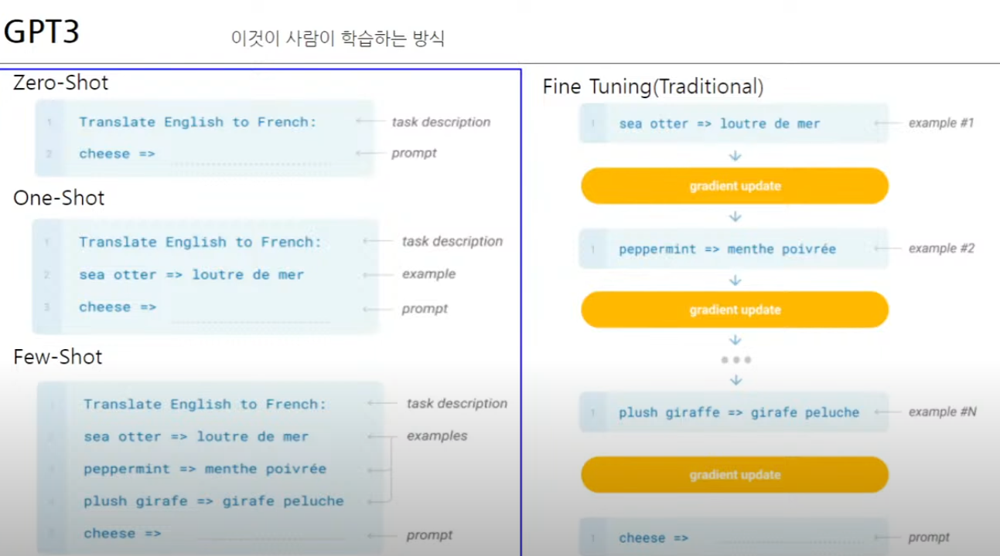 GPT3
이것이 사람이 학습하는 방식
Zero-Shot
1 Translate English to French: task description
2 cheese => prompt
One-Shot
1 Translate English to French: task description
2 sea otter => loutre de mer example
3 cheese => prompt
Few-Shot
Translate English to French: task description
sea otter => loutre de mer examples
peppermint => menthe poivrée
plush girafe => girafe peluche
cheese => prompt
Fine Tuning(Traditional)
1 sea otter => loutre de mer example #1
gradient update
1 peppermint => menthe poivrée example #2
gradient update
1 plush giraffe => girafe peluche example #N
gradient update
1 cheese => prompt